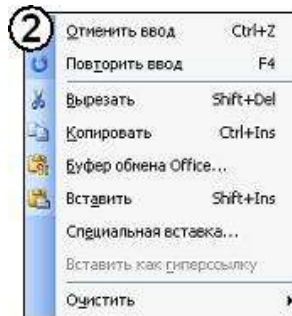 2
Отменить ввод Ctrl+Z
Повторить ввод F4
Вырезать Shift+Del
Копировать Ctrl+Ins
Буфер обмена Office...
Вставить Shift+Ins
Специальная вставка...
Вставить как гиперссылку
Очистить